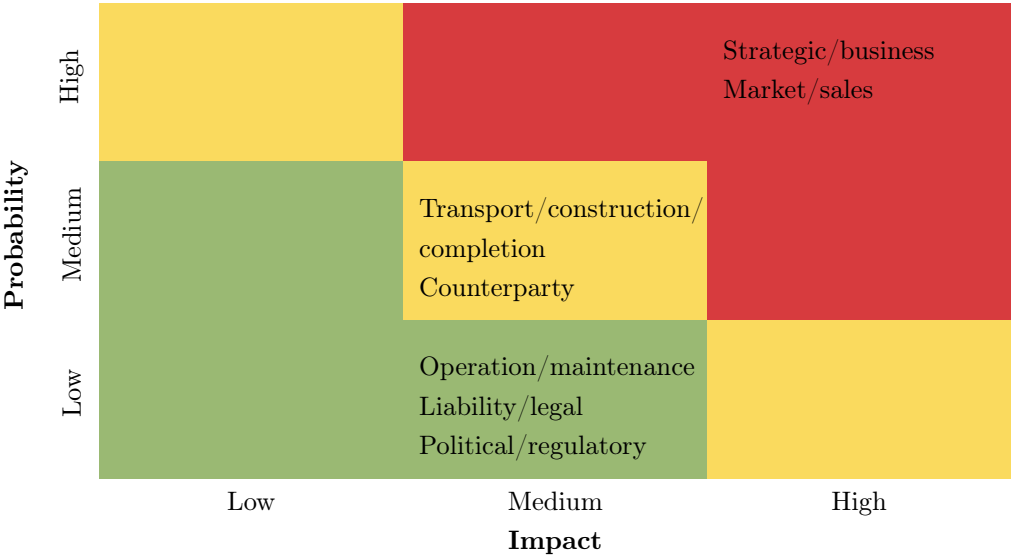 Probability
High
Medium
Low
Strategic/business
Market/sales
Transport/construction/
completion
Counterparty
Operation/maintenance
Liability/legal
Political/regulatory
Low
Medium
High
Impact